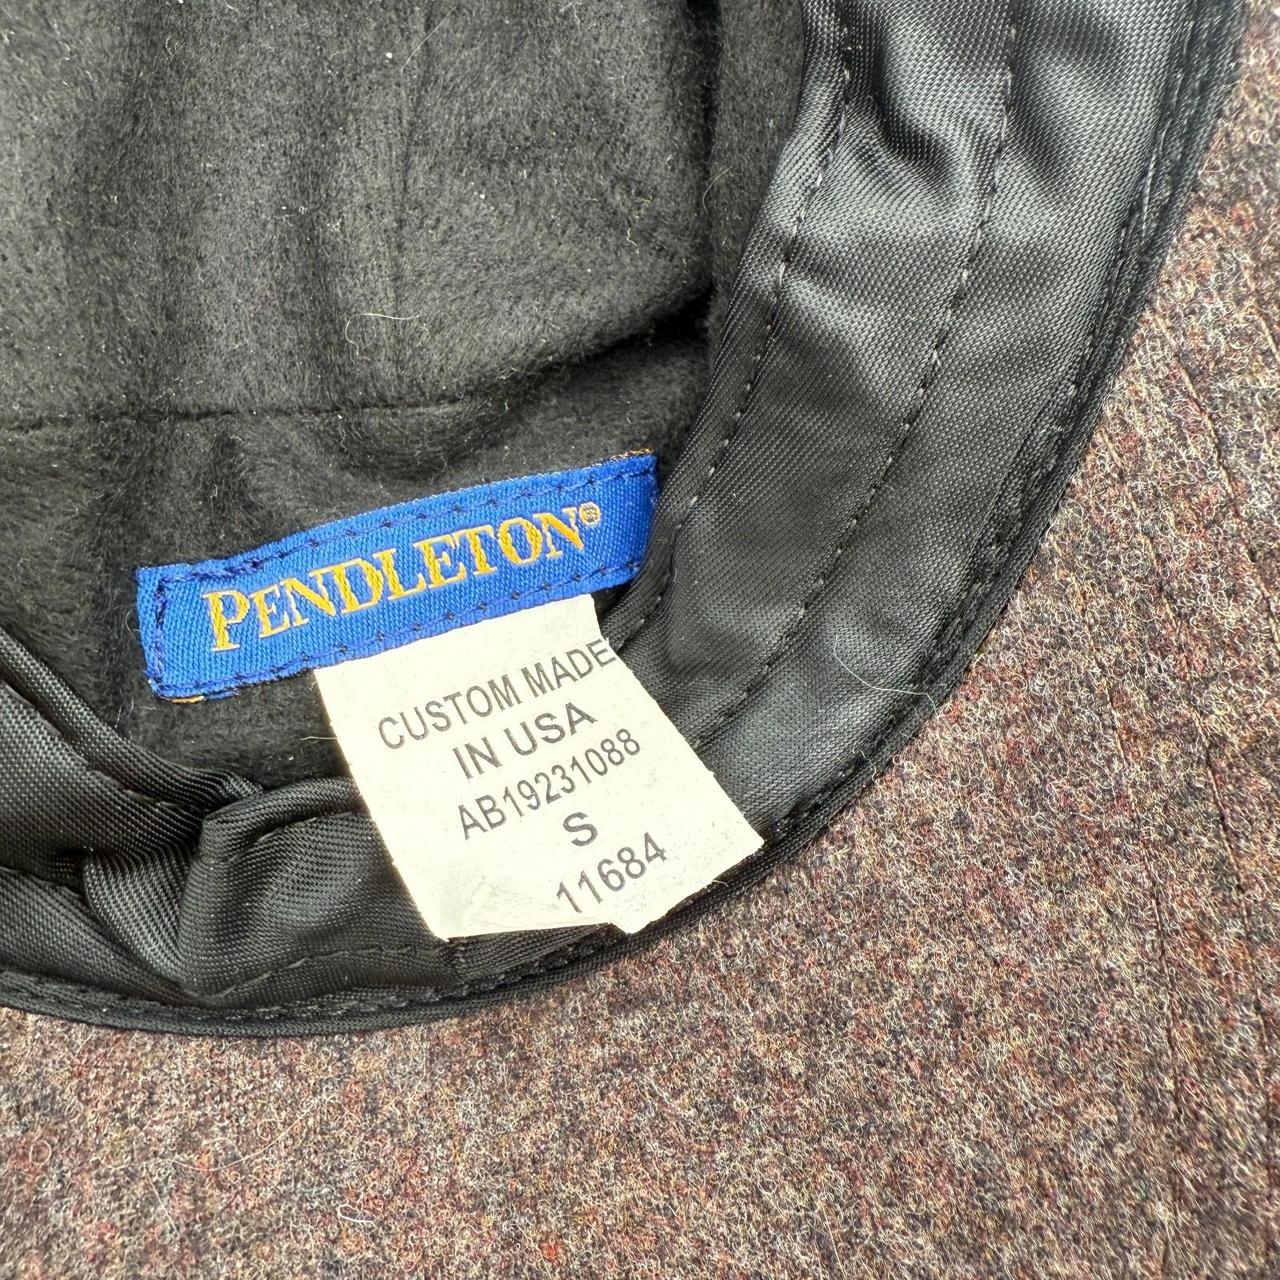 PENDLETON®
CUSTOM MADE
IN USA
AB19231088
S
11684